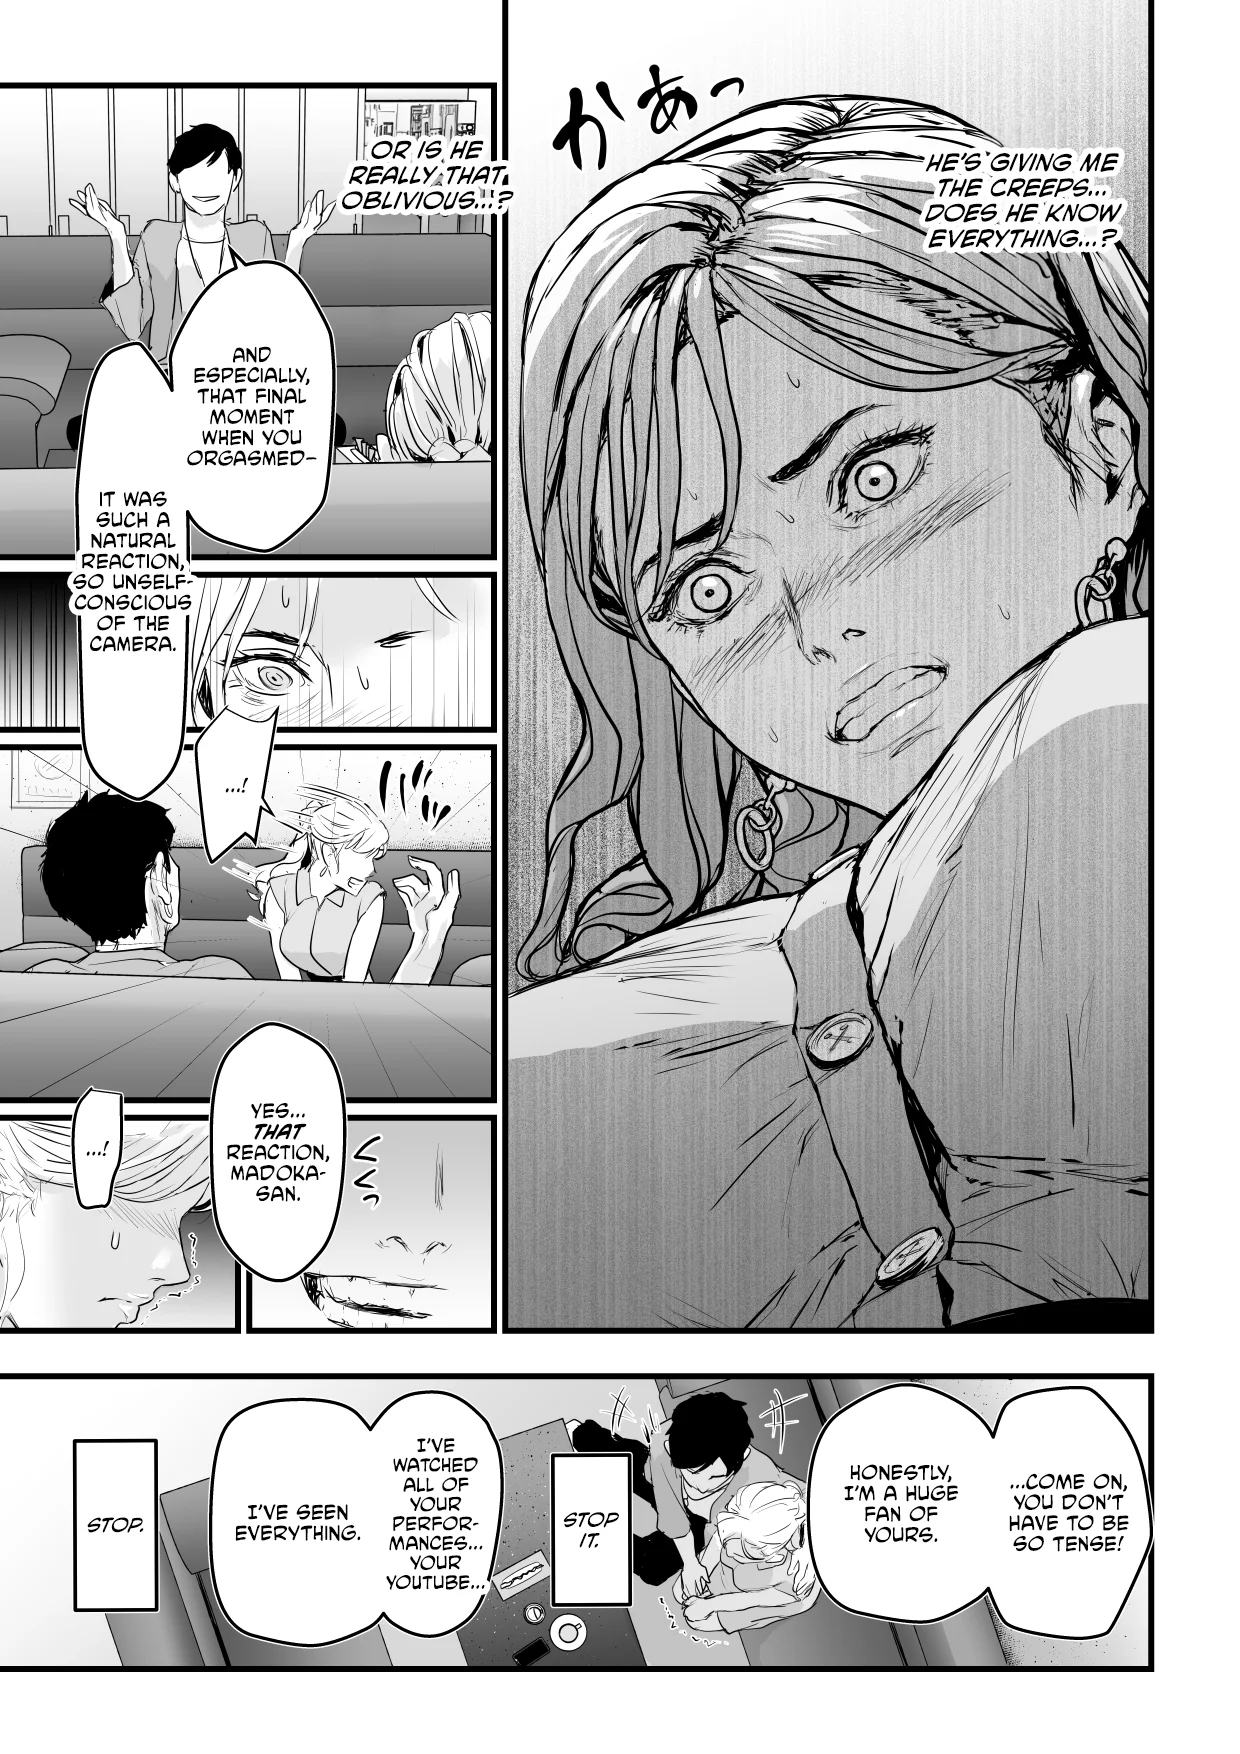 かあっ
HE'S GIVING ME
THE CREEPS...
DOES HE KNOW
EVERYTHING...?
OR IS HE
REALLY THAT
OBLIVIOUS...?
AND
ESPECIALLY,
THAT FINAL
MOMENT
WHEN YOU
ORGASMED-
IT WAS
SUCH A
NATURAL
REACTION,
SO UNSELF-
CONSCIOUS
OF THE
CAMERA.
...!
YES...
THAT
REACTION,
MADOKA-
SAN.
くくっ
...!
...COME ON,
YOU DON'T
HAVE TO BE
SO TENSE!
HONESTLY,
I'M A HUGE
FAN OF
YOURS.
STOP
IT.
I'VE
WATCHED
ALL OF
YOUR
PERFOR-
MANCES...
YOUR
YOUTUBE...
I'VE SEEN
EVERYTHING.
STOP.